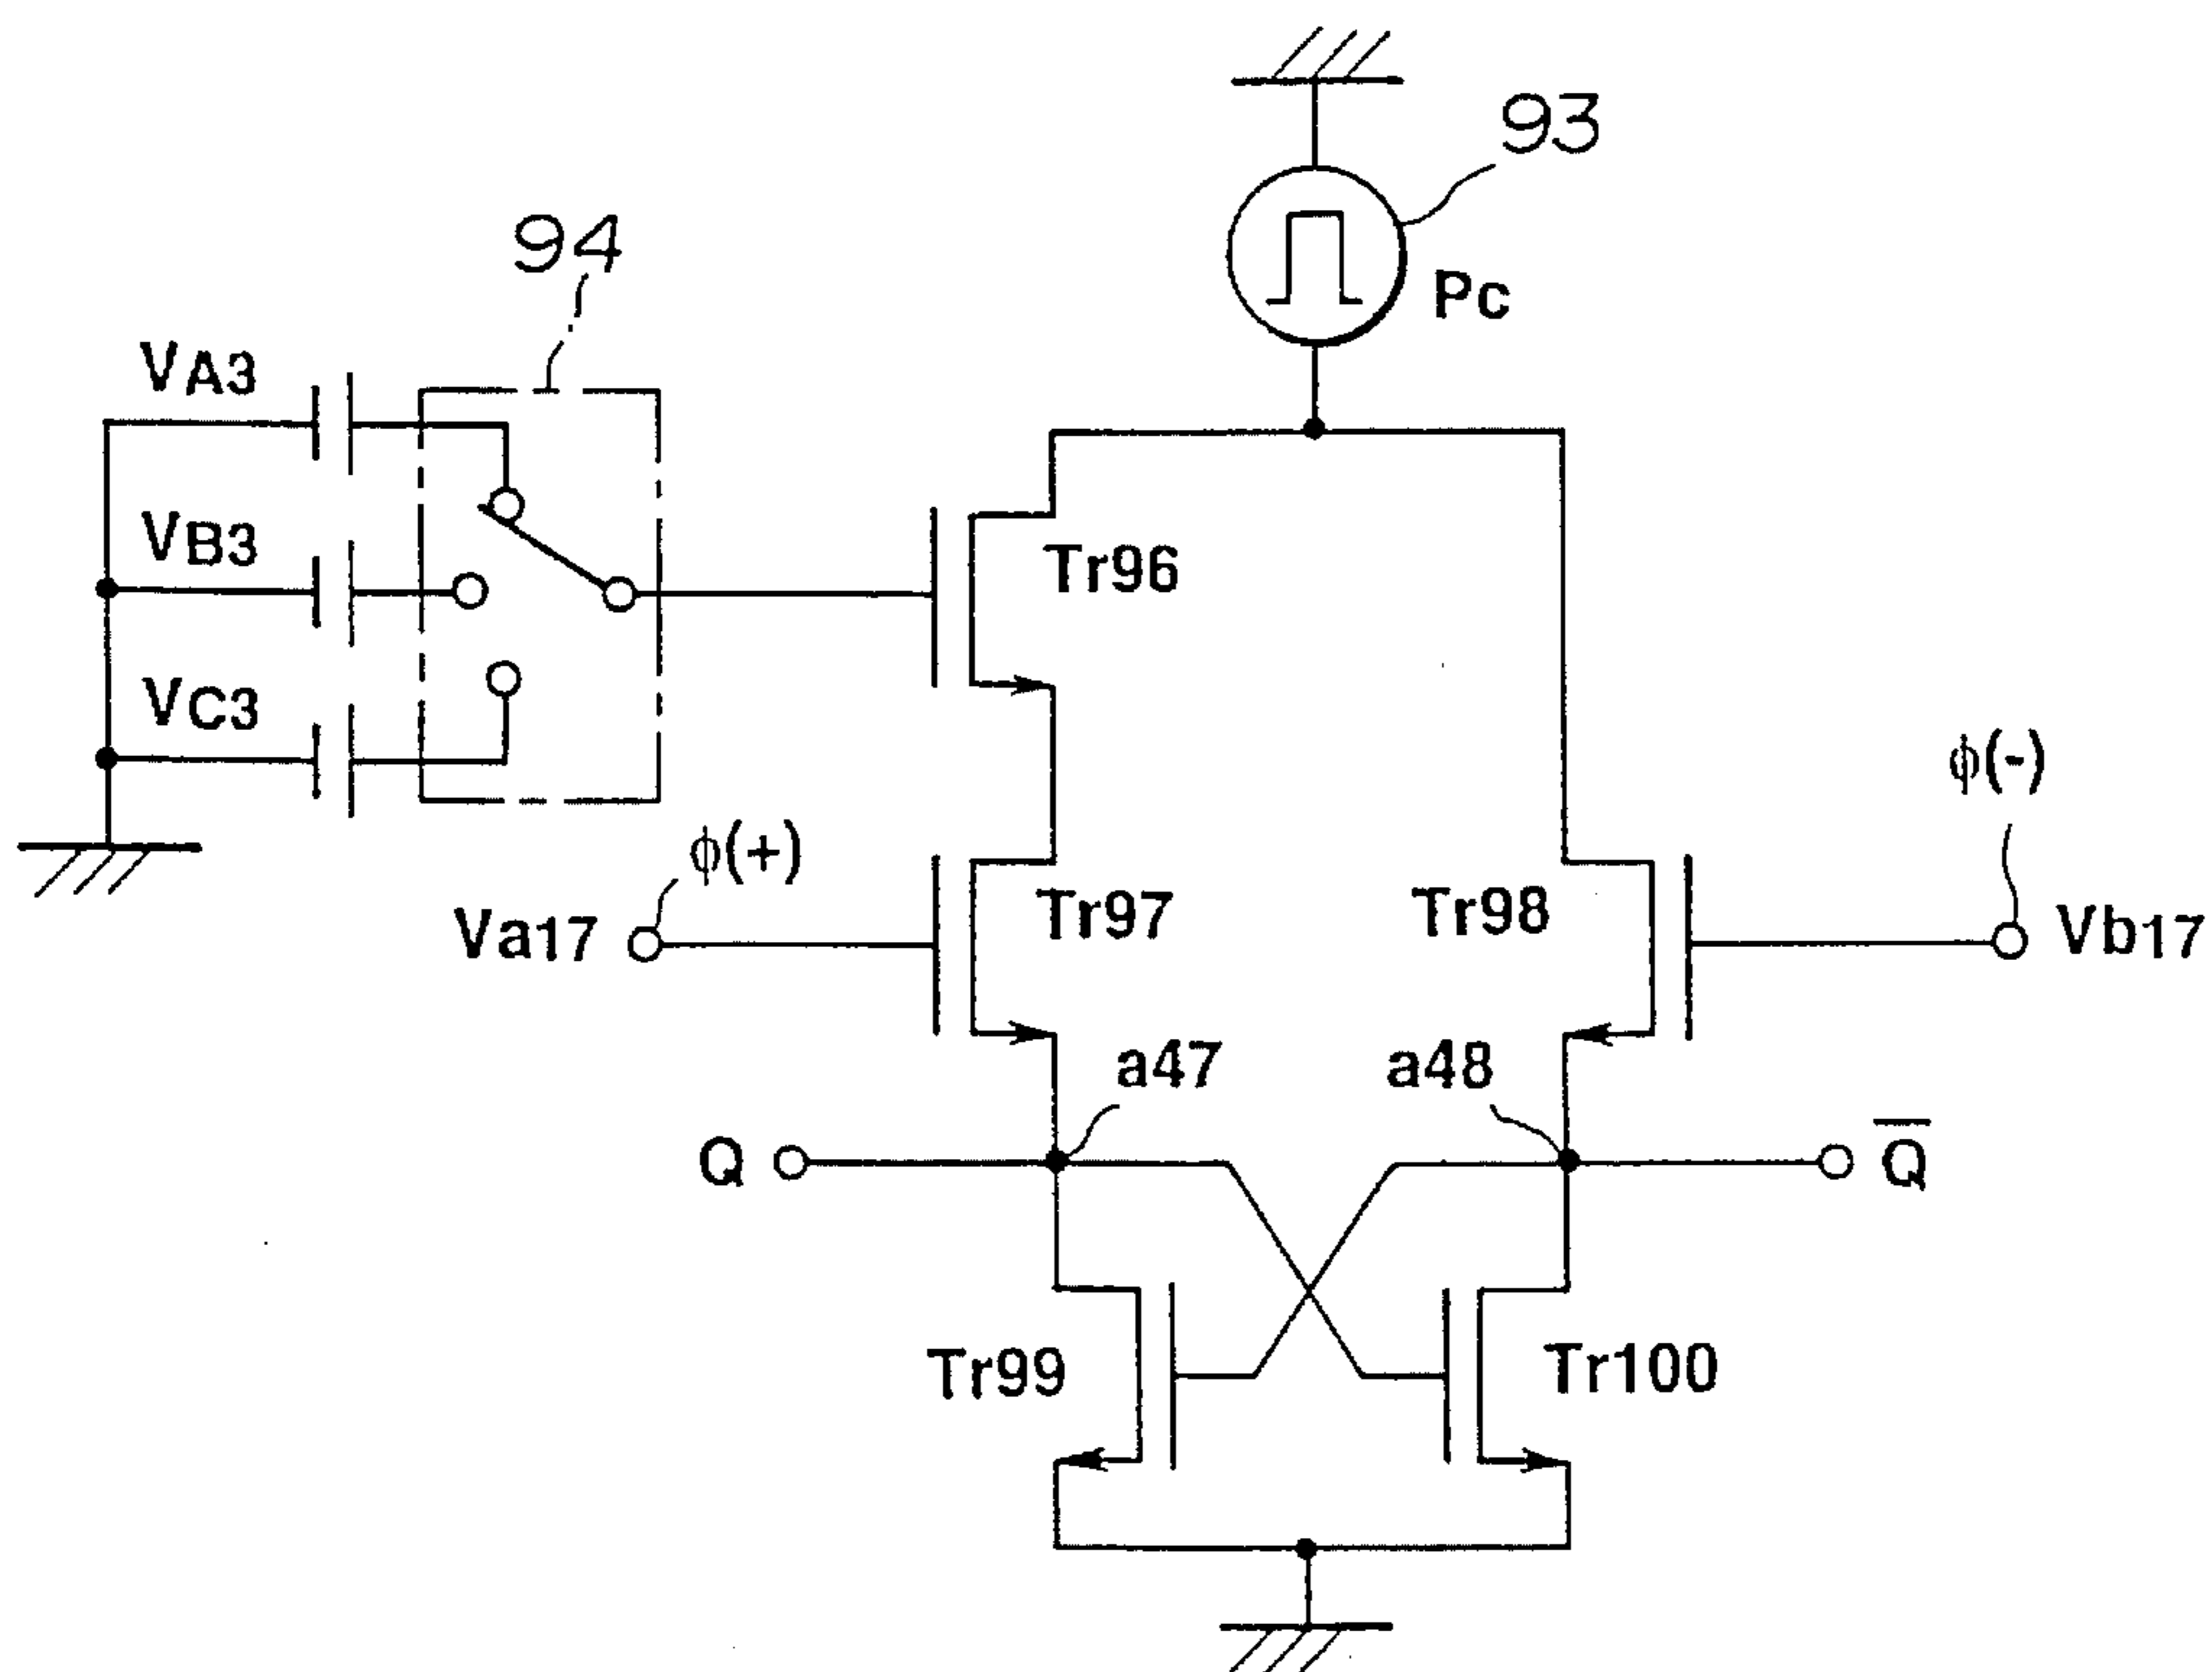 93
Pc
94
VA3
VB3
VC3
Tr96
ϕ(+)
Va17
Tr97
Tr98
ϕ(-)
Vb17
a47
a48
Q
Q̅
Tr99
Tr100